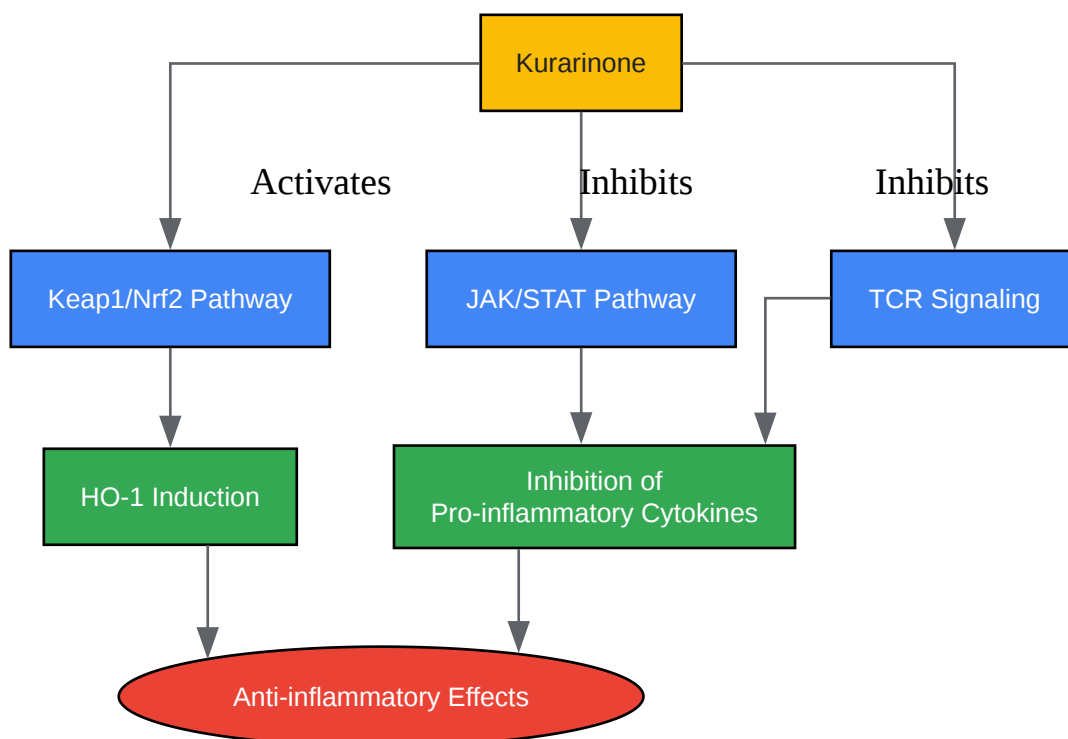 Kurarinone
Activates
Inhibits
Inhibits
Keap1/Nrf2 Pathway
JAK/STAT Pathway
TCR Signaling
HO-1 Induction
Inhibition of
Pro-inflammatory Cytokines
Anti-inflammatory Effects